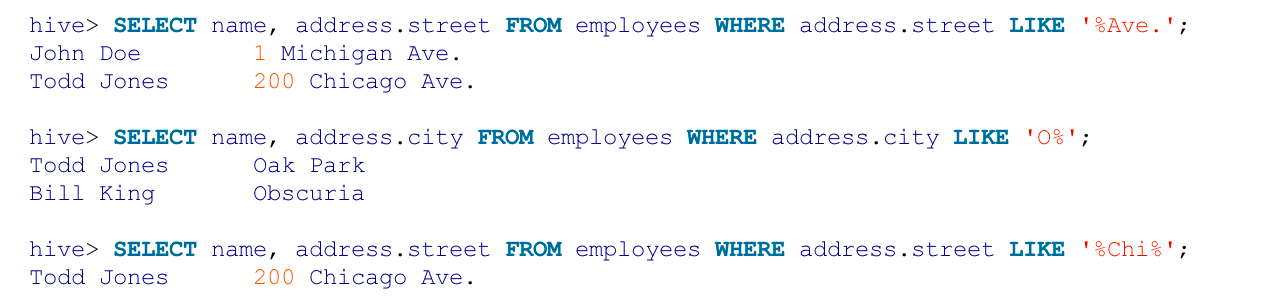 hive> SELECT name, address.street FROM employees WHERE address.street LIKE '%Ave.';
John Doe        1 Michigan Ave.
Todd Jones      200 Chicago Ave.

hive> SELECT name, address.city FROM employees WHERE address.city LIKE 'O%';
Todd Jones      Oak Park
Bill King       Obscuria

hive> SELECT name, address.street FROM employees WHERE address.street LIKE '%Chi%';
Todd Jones      200 Chicago Ave.